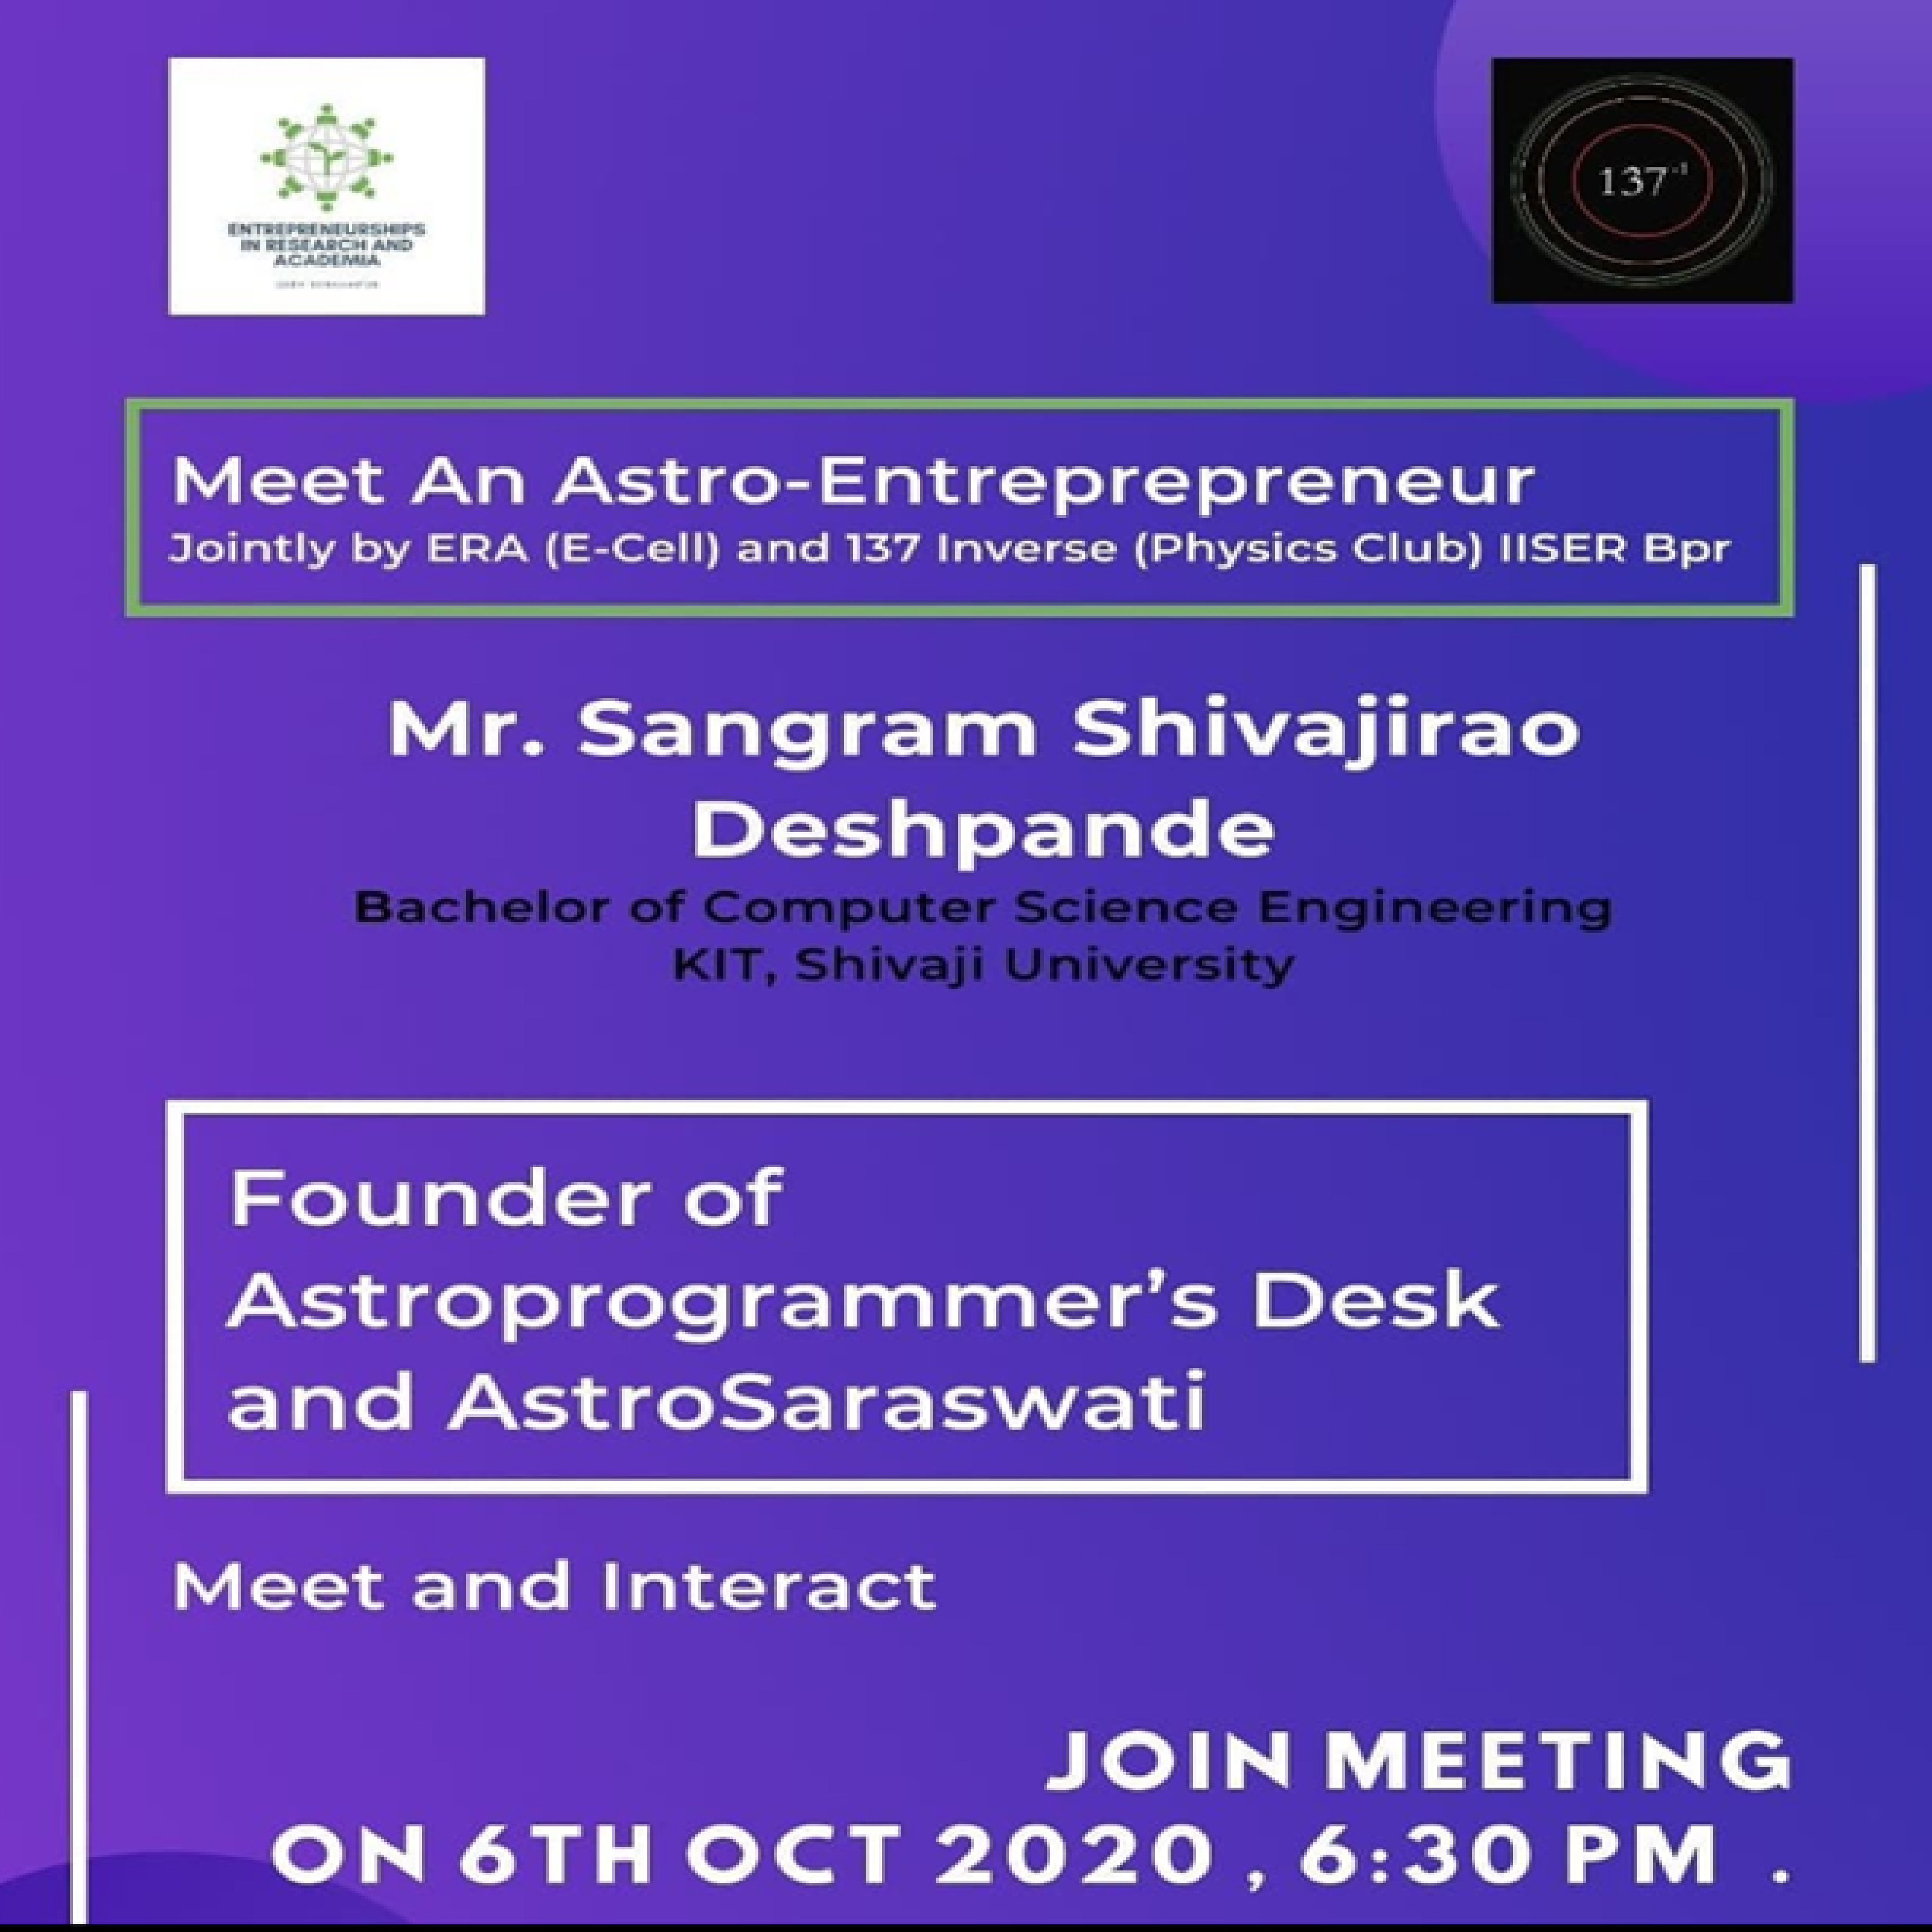 ENTREPRENEURSHIPS
IN RESEARCH AND
ACADEMIA
137⁻¹
Meet An Astro-Entrepreprepreneur
Jointly by ERA (E-Cell) and 137 Inverse (Physics Club) IISER Bpr
Mr. Sangram Shivajirao
Deshpande
Bachelor of Computer Science Engineering
KIT, Shivaji University
Founder of
Astroprogrammer’s Desk
and AstroSaraswati
Meet and Interact
JOIN MEETING
ON 6TH OCT 2020 , 6:30 PM .